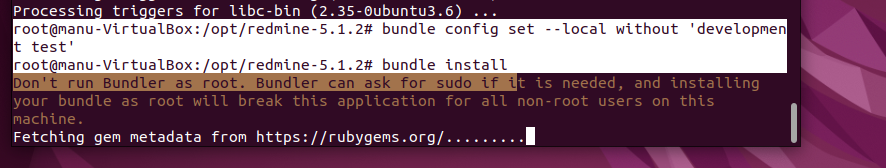 Processing triggers for libc-bin (2.35-0ubuntu3.6) ...
root@manu-VirtualBox:/opt/redmine-5.1.2# bundle config set --local without 'developmen
t test'
root@manu-VirtualBox:/opt/redmine-5.1.2# bundle install
Don't run Bundler as root. Bundler can ask for sudo if it is needed, and installing
your bundle as root will break this application for all non-root users on this
machine.
Fetching gem metadata from https://rubygems.org/.........